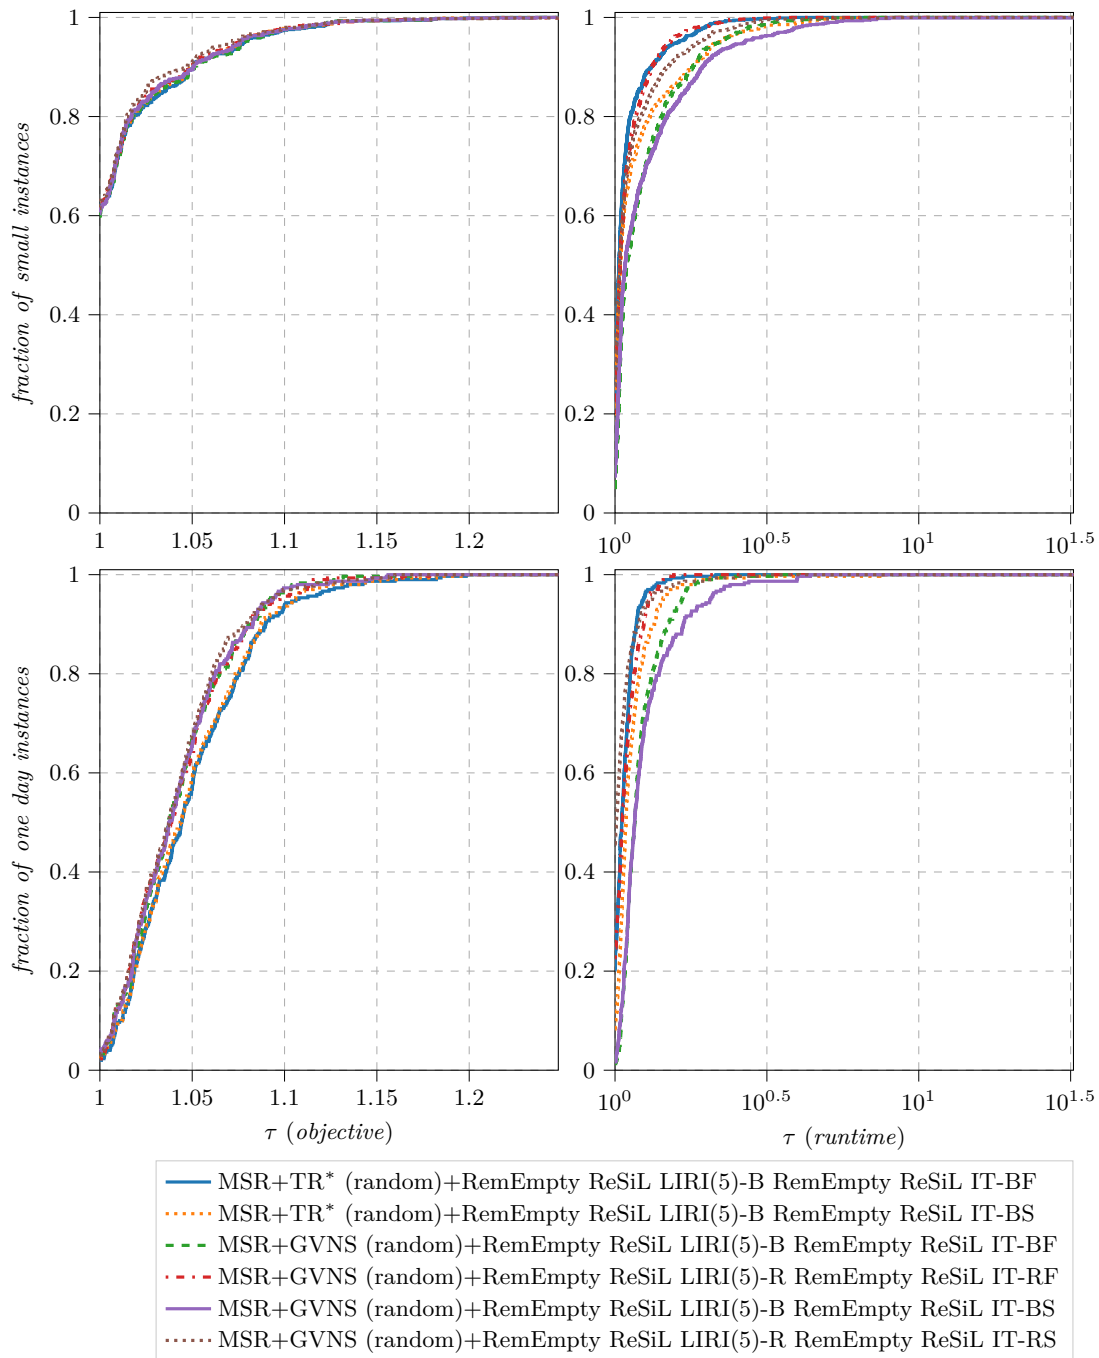 1
0.8
0.6
0.4
0.2
0
fraction of small instances
1 1.05 1.1 1.15 1.2
1
0.8
0.6
0.4
0.2
0
10^0 10^0.5 10^1 10^1.5
1
0.8
0.6
0.4
0.2
0
fraction of one day instances
1 1.05 1.1 1.15 1.2
τ (objective)
1
0.8
0.6
0.4
0.2
0
10^0 10^0.5 10^1 10^1.5
τ (runtime)
MSR+TR* (random)+RemEmpty ReSiL LIRI(5)-B RemEmpty ReSiL IT-BF
MSR+TR* (random)+RemEmpty ReSiL LIRI(5)-B RemEmpty ReSiL IT-BS
MSR+GVNS (random)+RemEmpty ReSiL LIRI(5)-B RemEmpty ReSiL IT-BF
MSR+GVNS (random)+RemEmpty ReSiL LIRI(5)-R RemEmpty ReSiL IT-RF
MSR+GVNS (random)+RemEmpty ReSiL LIRI(5)-B RemEmpty ReSiL IT-BS
MSR+GVNS (random)+RemEmpty ReSiL LIRI(5)-R RemEmpty ReSiL IT-RS